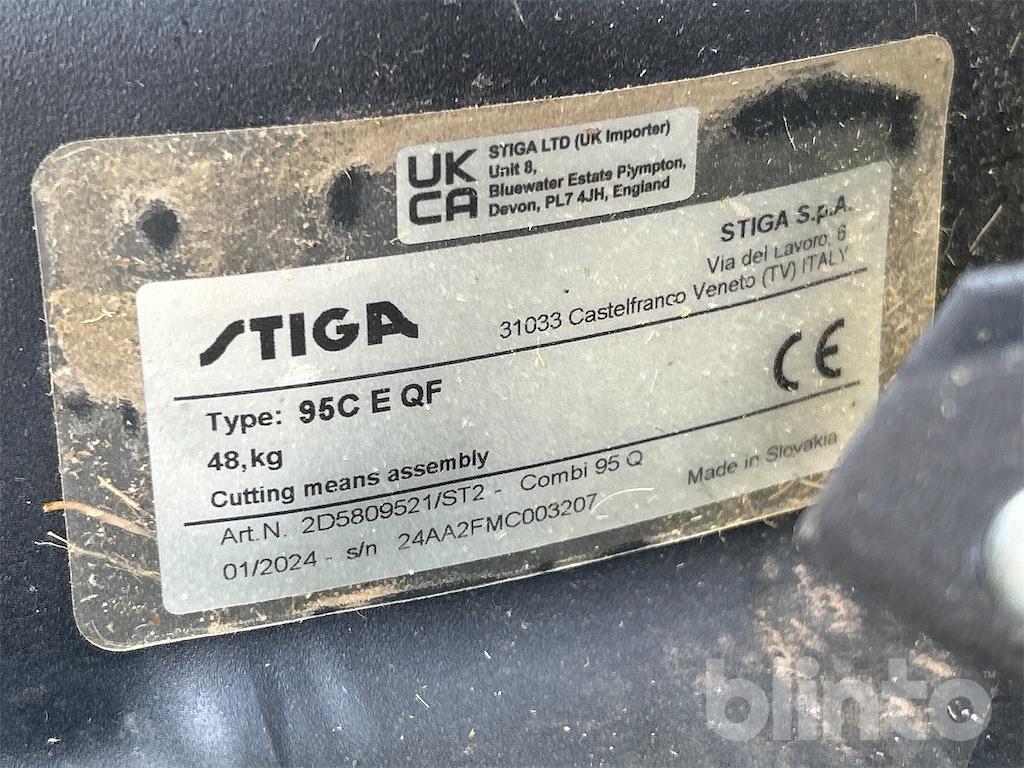 UK
CA
STIGA LTD (UK Importer)
Unit 8,
Bluewater Estate Plympton,
Devon, PL7 4JH, England
STIGA S.p.A.
Via del Lavoro, 6
31033 Castelfranco Veneto (TV) ITALY
STIGA
CE
Type: 95C E QF
48,kg
Cutting means assembly
Art.N. 2D5809521/ST2 - Combi 95 Q
Made in Slovakia
01/2024 - s/n 24AA2FMC003207
blinto™